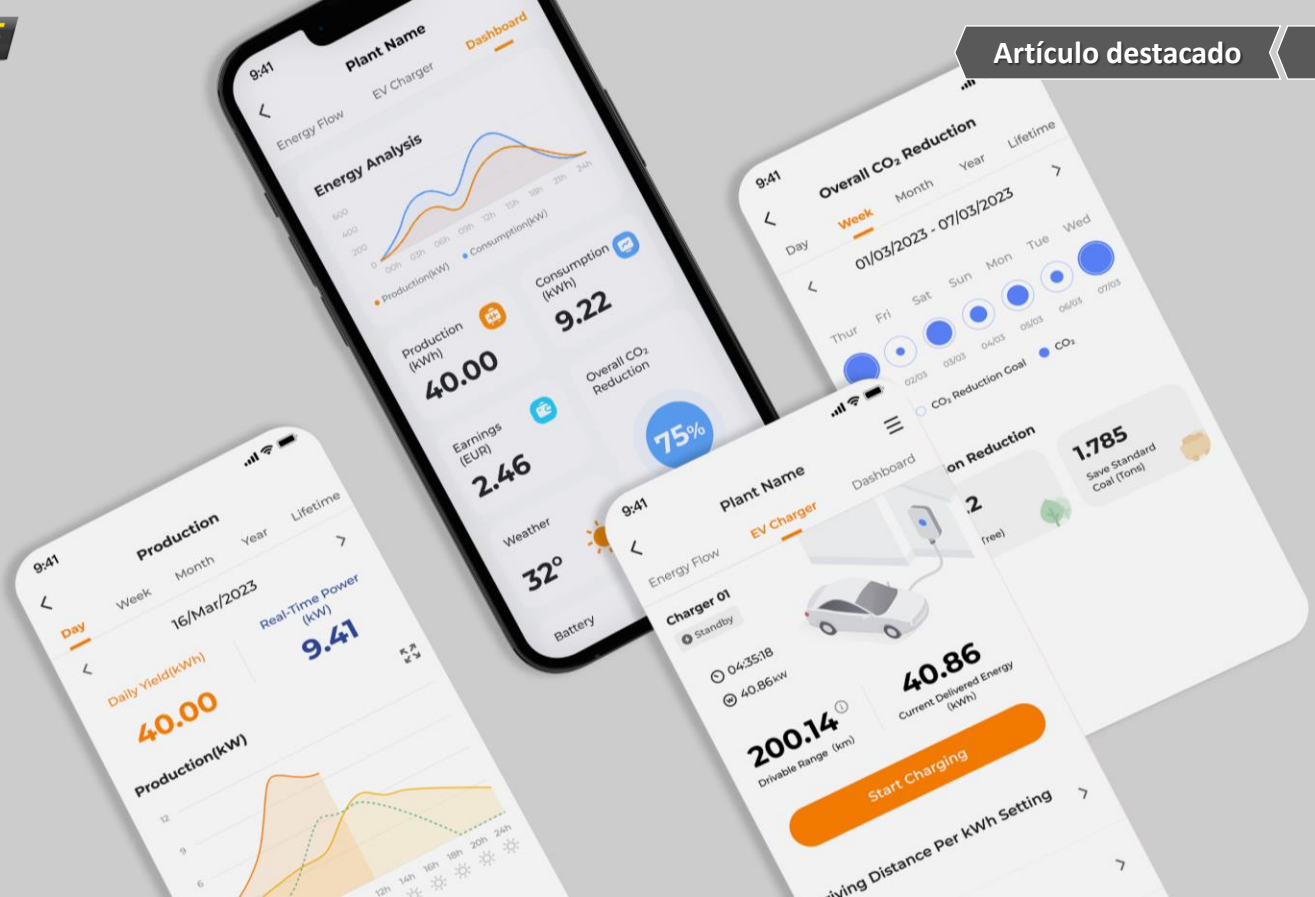 Artículo destacado
9:41
Plant Name
Energy Flow
EV Charger
Dashboard
Energy Analysis
600
400
200
0
00h 03h 06h 09h 12h 15h 18h 21h 24h
Production(kW)
Consumption(kW)
Production
(kWh)
40.00
Consumption
(kWh)
9.22
Earnings
(EUR)
2.46
Overall CO₂
Reduction
75%
Weather
32°
Battery
9:41
Overall CO₂ Reduction
Day
Week
Month
Year
Lifetime
01/03/2023 - 07/03/2023
Thur Fri Sat Sun Mon Tue Wed
02/03 03/03 04/03 05/03 06/03 07/03
CO₂ Reduction Goal
CO₂
on Reduction
2
1.785
Save Standard
Coal (Tons)
9:41
Production
Day
Week
Month
Year
Lifetime
16/Mar/2023
Daily Yield(kWh)
40.00
Real-Time Power
(kW)
9.41
Production(kW)
12
9
6
12h 14h 16h 18h 20h 24h
9:41
Plant Name
Energy Flow
EV Charger
Dashboard
Charger 01
Standby
04:35:18
40.86kw
200.14
Drivable Range (km)
40.86
Current Delivered Energy
(kWh)
Start Charging
iving Distance Per kWh Setting